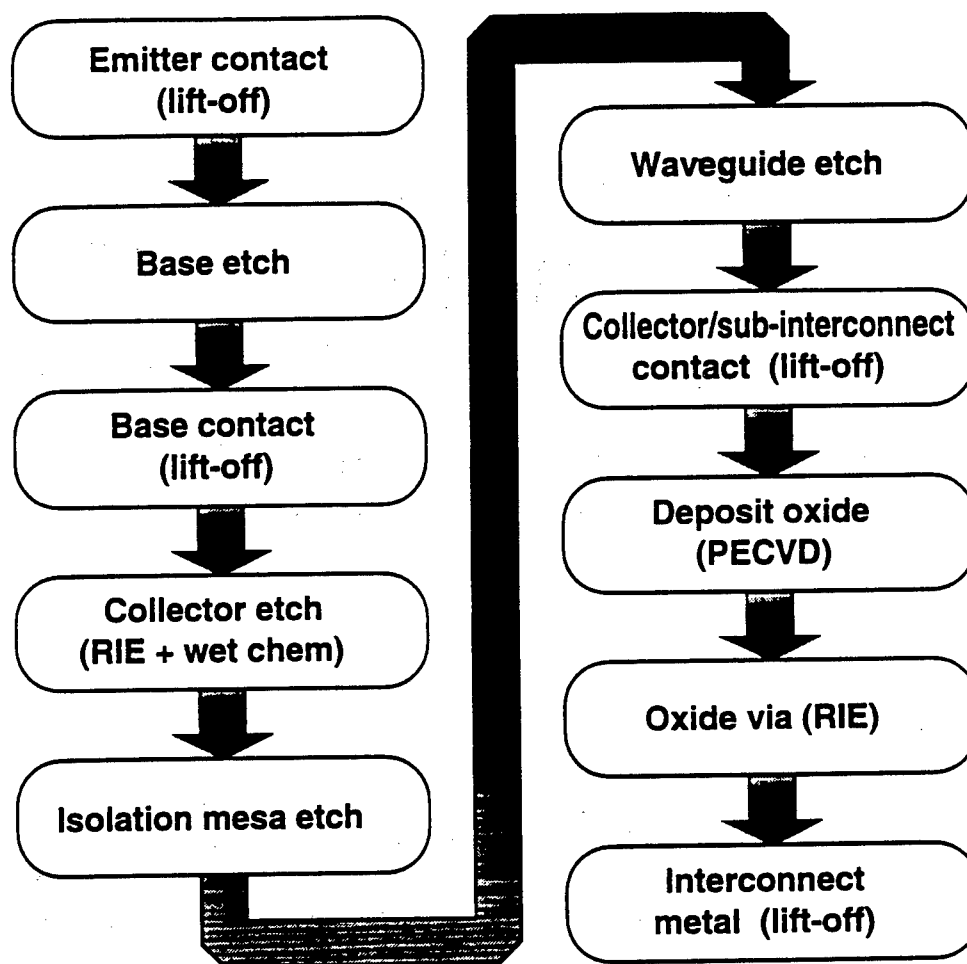 Emitter contact
(lift-off)
Base etch
Base contact
(lift-off)
Collector etch
(RIE + wet chem)
Isolation mesa etch
Waveguide etch
Collector/sub-interconnect
contact (lift-off)
Deposit oxide
(PECVD)
Oxide via (RIE)
Interconnect
metal (lift-off)